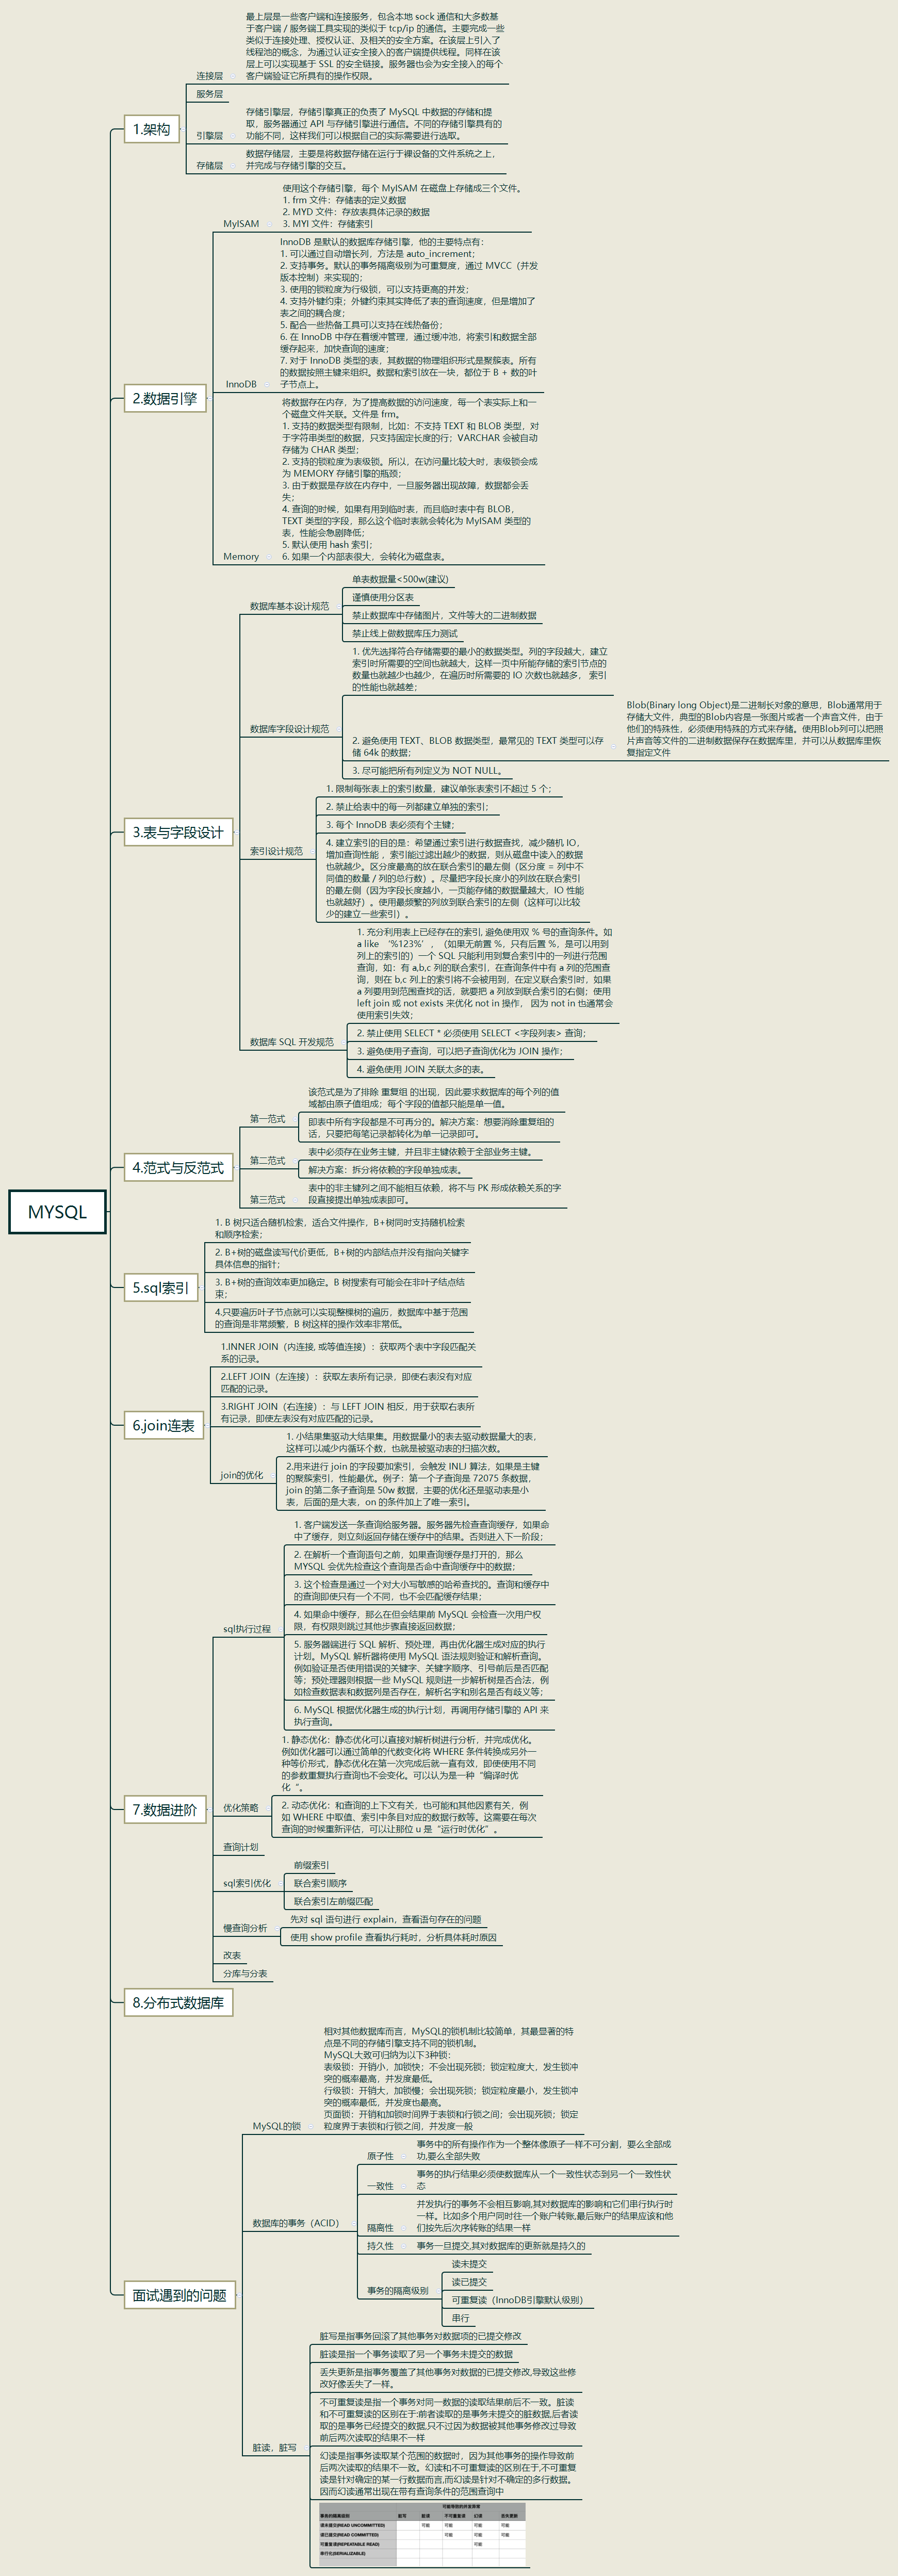 MYSQL
1.架构
连接层
最上层是一些客户端和连接服务，包含本地 sock 通信和大多数基
于客户端 / 服务端工具实现的类似于 tcp/ip 的通信。主要完成一些
类似于连接处理、授权认证、及相关的安全方案。在该层上引入了
线程池的概念，为通过认证安全接入的客户端提供线程。同样在该
层上可以实现基于 SSL 的安全链接。服务器也会为安全接入的每个
客户端验证它所具有的操作权限。
服务层
引擎层
存储引擎层，存储引擎真正的负责了 MySQL 中数据的存储和提
取，服务器通过 API 与存储引擎进行通信。不同的存储引擎具有的
功能不同，这样我们可以根据自己的实际需要进行选取。
存储层
数据存储层，主要是将数据存储在运行于裸设备的文件系统之上，
并完成与存储引擎的交互。
2.数据引擎
MyISAM
使用这个存储引擎，每个 MyISAM 在磁盘上存储成三个文件。
1. frm 文件：存储表的定义数据
2. MYD 文件：存放表具体记录的数据
3. MYI 文件：存储索引
InnoDB
InnoDB 是默认的数据库存储引擎，他的主要特点有：
1. 可以通过自动增长列，方法是 auto_increment；
2. 支持事务。默认的事务隔离级别为可重复度，通过 MVCC（并发
版本控制）来实现的；
3. 使用的锁粒度为行级锁，可以支持更高的并发；
4. 支持外键约束；外键约束其实降低了表的查询速度，但是增加了
表之间的耦合度；
5. 配合一些热备工具可以支持在线热备份；
6. 在 InnoDB 中存在着缓冲管理，通过缓冲池，将索引和数据全部
缓存起来，加快查询的速度；
7. 对于 InnoDB 类型的表，其数据的物理组织形式是聚簇表。所有
的数据按照主键来组织。数据和索引放在一块，都位于 B + 数的叶
子节点上。
Memory
将数据存在内存，为了提高数据的访问速度，每一个表实际上和一
个磁盘文件关联。文件是 frm。
1. 支持的数据类型有限制，比如：不支持 TEXT 和 BLOB 类型，对
于字符串类型的数据，只支持固定长度的行；VARCHAR 会被自动
存储为 CHAR 类型；
2. 支持的锁粒度为表级锁。所以，在访问量比较大时，表级锁会成
为 MEMORY 存储引擎的瓶颈；
3. 由于数据是存放在内存中，一旦服务器出现故障，数据都会丢
失；
4. 查询的时候，如果有用到临时表，而且临时表中有 BLOB，
TEXT 类型的字段，那么这个临时表就会转化为 MyISAM 类型的
表，性能会急剧降低；
5. 默认使用 hash 索引；
6. 如果一个内部表很大，会转化为磁盘表。
3.表与字段设计
数据库基本设计规范
单表数据量<500w(建议)
谨慎使用分区表
禁止数据库中存储图片，文件等大的二进制数据
禁止线上做数据库压力测试
数据库字段设计规范
1. 优先选择符合存储需要的最小的数据类型。列的字段越大，建立
索引时所需要的空间也就越大，这样一页中所能存储的索引节点的
数量也就越少也越少，在遍历时所需要的 IO 次数也就越多， 索引
的性能也就越差；
2. 避免使用 TEXT、BLOB 数据类型，最常见的 TEXT 类型可以存
储 64k 的数据；
Blob(Binary long Object)是二进制长对象的意思，Blob通常用于
存储大文件，典型的Blob内容是一张图片或者一个声音文件，由于
他们的特殊性，必须使用特殊的方式来存储。使用Blob列可以把照
片声音等文件的二进制数据保存在数据库里，并可以从数据库里恢
复指定文件
3. 尽可能把所有列定义为 NOT NULL。
索引设计规范
1. 限制每张表上的索引数量，建议单张表索引不超过 5 个；
2. 禁止给表中的每一列都建立单独的索引；
3. 每个 InnoDB 表必须有个主键；
4. 建立索引的目的是：希望通过索引进行数据查找，减少随机 IO，
增加查询性能 ，索引能过滤出越少的数据，则从磁盘中读入的数据
也就越少。区分度最高的放在联合索引的最左侧（区分度 = 列中不
同值的数量 / 列的总行数）。尽量把字段长度小的列放在联合索引
的最左侧（因为字段长度越小，一页能存储的数据量越大，IO 性能
也就越好）。使用最频繁的列放到联合索引的左侧（这样可以比较
少的建立一些索引）。
数据库 SQL 开发规范
1. 充分利用表上已经存在的索引, 避免使用双 % 号的查询条件。如
a like ‘%123%’，（如果无前置 %，只有后置 %，是可以用到
列上的索引的）一个 SQL 只能利用到复合索引中的一列进行范围
查询，如：有 a,b,c 列的联合索引，在查询条件中有 a 列的范围查
询，则在 b,c 列上的索引将不会被用到，在定义联合索引时，如果
a 列要用到范围查找的话，就要把 a 列放到联合索引的右侧；使用
left join 或 not exists 来优化 not in 操作， 因为 not in 也通常会
使用索引失效；
2. 禁止使用 SELECT * 必须使用 SELECT <字段列表> 查询；
3. 避免使用子查询，可以把子查询优化为 JOIN 操作；
4. 避免使用 JOIN 关联太多的表。
4.范式与反范式
第一范式
该范式是为了排除 重复组 的出现，因此要求数据库的每个列的值
域都由原子值组成；每个字段的值都只能是单一值。
即表中所有字段都是不可再分的。解决方案：想要消除重复组的
话，只要把每笔记录都转化为单一记录即可。
第二范式
表中必须存在业务主键，并且非主键依赖于全部业务主键。
解决方案：拆分将依赖的字段单独成表。
第三范式
表中的非主键列之间不能相互依赖，将不与 PK 形成依赖关系的字
段直接提出单独成表即可。
5.sql索引
1. B 树只适合随机检索，适合文件操作，B+树同时支持随机检索
和顺序检索；
2. B+树的磁盘读写代价更低，B+树的内部结点并没有指向关键字
具体信息的指针；
3. B+树的查询效率更加稳定。B 树搜索有可能会在非叶子结点结
束；
4.只要遍历叶子节点就可以实现整棵树的遍历，数据库中基于范围
的查询是非常频繁，B 树这样的操作效率非常低。
6.join连表
1.INNER JOIN（内连接, 或等值连接）：获取两个表中字段匹配关
系的记录。
2.LEFT JOIN（左连接）：获取左表所有记录，即使右表没有对应
匹配的记录。
3.RIGHT JOIN（右连接）：与 LEFT JOIN 相反，用于获取右表所
有记录，即使左表没有对应匹配的记录。
join的优化
1. 小结果集驱动大结果集。用数据量小的表去驱动数据量大的表，
这样可以减少内循环个数，也就是被驱动表的扫描次数。
2.用来进行 join 的字段要加索引，会触发 INLJ 算法，如果是主键
的聚簇索引，性能最优。例子：第一个子查询是 72075 条数据，
join 的第二条子查询是 50w 数据，主要的优化还是驱动表是小
表，后面的是大表，on 的条件加上了唯一索引。
7.数据进阶
sql执行过程
1. 客户端发送一条查询给服务器。服务器先检查查询缓存，如果命
中了缓存，则立刻返回存储在缓存中的结果。否则进入下一阶段；
2. 在解析一个查询语句之前，如果查询缓存是打开的，那么
MYSQL 会优先检查这个查询是否命中查询缓存中的数据；
3. 这个检查是通过一个对大小写敏感的哈希查找的。查询和缓存中
的查询即使只有一个不同，也不会匹配缓存结果；
4. 如果命中缓存，那么在但会结果前 MySQL 会检查一次用户权
限，有权限则跳过其他步骤直接返回数据；
5. 服务器端进行 SQL 解析、预处理，再由优化器生成对应的执行
计划。MySQL 解析器将使用 MySQL 语法规则验证和解析查询。
例如验证是否使用错误的关键字、关键字顺序、引号前后是否匹配
等；预处理器则根据一些 MySQL 规则进一步解析树是否合法，例
如检查数据表和数据列是否存在，解析名字和别名是否有歧义等；
6. MySQL 根据优化器生成的执行计划，再调用存储引擎的 API 来
执行查询。
优化策略
1. 静态优化：静态优化可以直接对解析树进行分析，并完成优化。
例如优化器可以通过简单的代数变化将 WHERE 条件转换成另外一
种等价形式，静态优化在第一次完成后就一直有效，即使使用不同
的参数重复执行查询也不会变化。可以认为是一种“编译时优
化 “。
2. 动态优化：和查询的上下文有关，也可能和其他因素有关，例
如 WHERE 中取值、索引中条目对应的数据行数等。这需要在每次
查询的时候重新评估，可以让那位 u 是“运行时优化”。
查询计划
sql索引优化
前缀索引
联合索引顺序
联合索引左前缀匹配
慢查询分析
先对 sql 语句进行 explain，查看语句存在的问题
使用 show profile 查看执行耗时，分析具体耗时原因
改表
分库与分表
8.分布式数据库
面试遇到的问题
MySQL的锁
相对其他数据库而言，MySQL的锁机制比较简单，其最显著的特
点是不同的存储引擎支持不同的锁机制。
MySQL大致可归纳为以下3种锁：
表级锁：开销小，加锁快；不会出现死锁；锁定粒度大，发生锁冲
突的概率最高，并发度最低。
行级锁：开销大，加锁慢；会出现死锁；锁定粒度最小，发生锁冲
突的概率最低，并发度也最高。
页面锁：开销和加锁时间界于表锁和行锁之间；会出现死锁；锁定
粒度界于表锁和行锁之间，并发度一般
数据库的事务（ACID）
原子性
事务中的所有操作作为一个整体像原子一样不可分割，要么全部成
功,要么全部失败
一致性
事务的执行结果必须使数据库从一个一致性状态到另一个一致性状
态
隔离性
并发执行的事务不会相互影响,其对数据库的影响和它们串行执行时
一样。比如多个用户同时往一个账户转账,最后账户的结果应该和他
们按先后次序转账的结果一样
持久性
事务一旦提交,其对数据库的更新就是持久的
事务的隔离级别
读未提交
读已提交
可重复读（InnoDB引擎默认级别）
串行
脏读，脏写
脏写是指事务回滚了其他事务对数据项的已提交修改
脏读是指一个事务读取了另一个事务未提交的数据
丢失更新是指事务覆盖了其他事务对数据的已提交修改,导致这些修
改好像丢失了一样。
不可重复读是指一个事务对同一数据的读取结果前后不一致。脏读
和不可重复读的区别在于:前者读取的是事务未提交的脏数据,后者读
取的是事务已经提交的数据,只不过因为数据被其他事务修改过导致
前后两次读取的结果不一样
幻读是指事务读取某个范围的数据时，因为其他事务的操作导致前
后两次读取的结果不一致。幻读和不可重复读的区别在于,不可重复
读是针对确定的某一行数据而言,而幻读是针对不确定的多行数据。
因而幻读通常出现在带有查询条件的范围查询中
事务的隔离级别 脏写 脏读 不可重复读 幻读 丢失更新
读未提交(READ UNCOMMITTED) 可能 可能 可能 可能
读已提交(READ COMMITTED) 可能 可能 可能
可重复读(REPEATABLE READ) 可能
串行化(SERIALIZABLE)